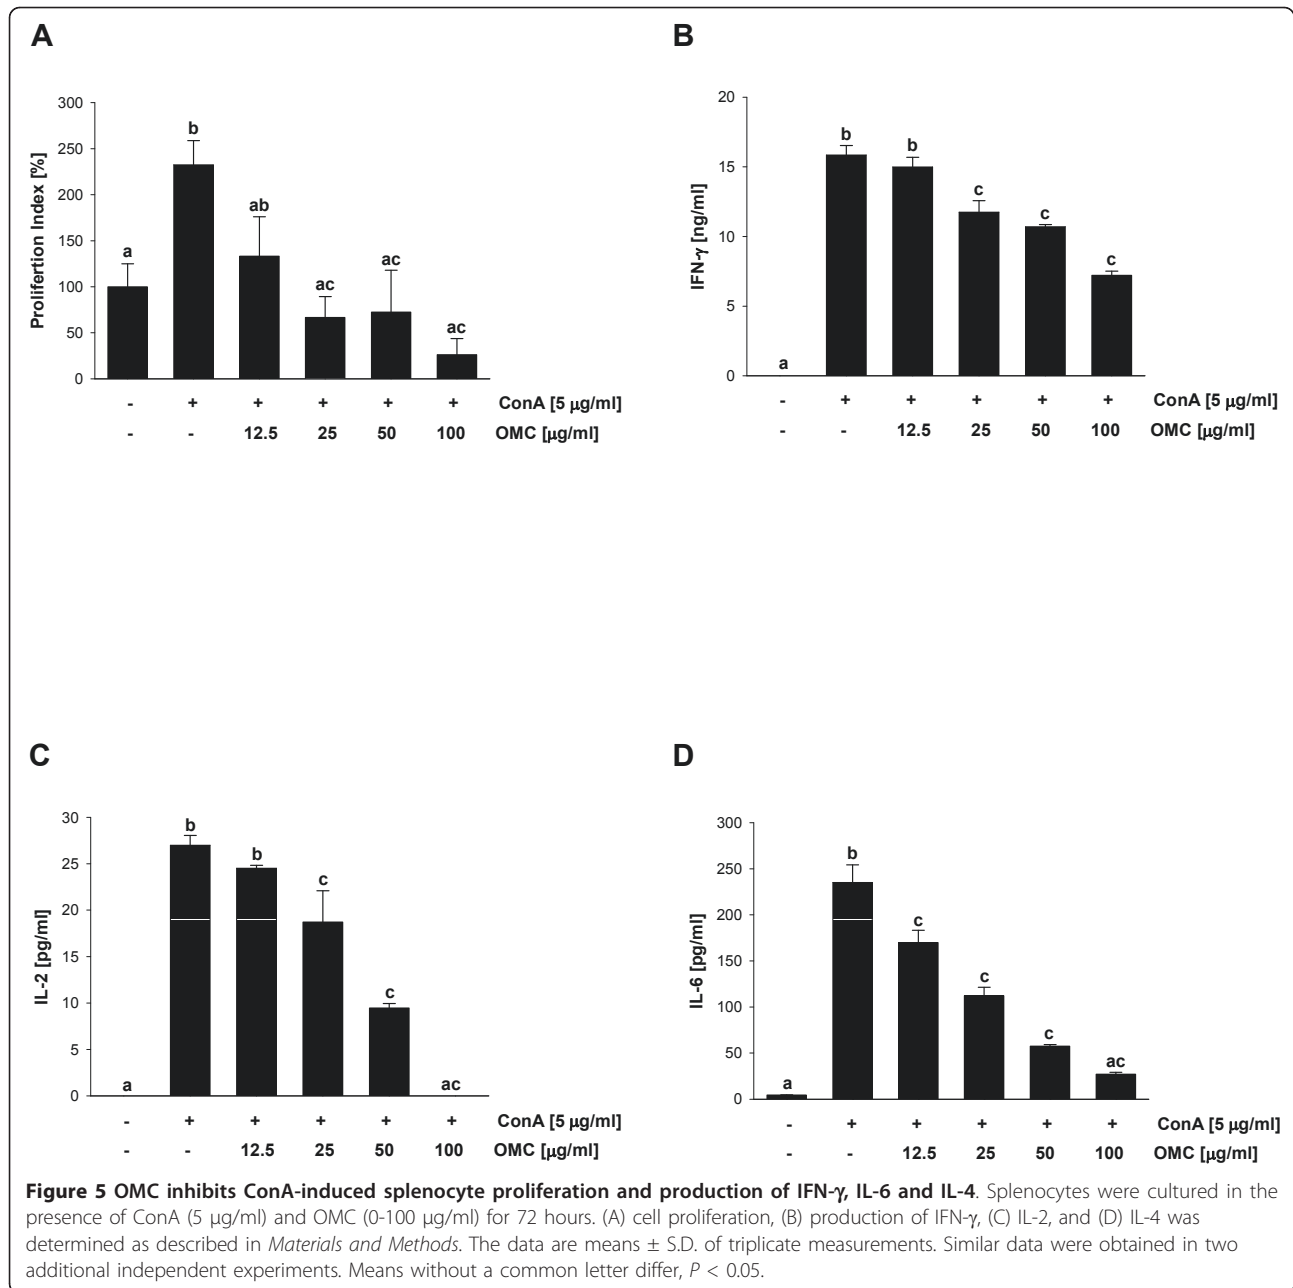 A
Prolifertion Index [%]
300
250
200
150
100
50
0
a
b
ab
ac
ac
ac
- + + + + + ConA [5 µg/ml]
- - 12.5 25 50 100 OMC [µg/ml]
B
IFN-γ [ng/ml]
20
15
10
5
0
a
b
b
c
c
c
- + + + + + ConA [5 µg/ml]
- - 12.5 25 50 100 OMC [µg/ml]
C
IL-2 [pg/ml]
30
25
20
15
10
5
0
a
b
b
c
c
ac
- + + + + + ConA [5 µg/ml]
- - 12.5 25 50 100 OMC [µg/ml]
D
IL-6 [pg/ml]
300
250
200
150
100
50
0
a
b
c
c
c
ac
- + + + + + ConA [5 µg/ml]
- - 12.5 25 50 100 OMC [µg/ml]
Figure 5 OMC inhibits ConA-induced splenocyte proliferation and production of IFN-γ, IL-6 and IL-4. Splenocytes were cultured in the
presence of ConA (5 µg/ml) and OMC (0-100 µg/ml) for 72 hours. (A) cell proliferation, (B) production of IFN-γ, (C) IL-2, and (D) IL-4 was
determined as described in Materials and Methods. The data are means ± S.D. of triplicate measurements. Similar data were obtained in two
additional independent experiments. Means without a common letter differ, P < 0.05.